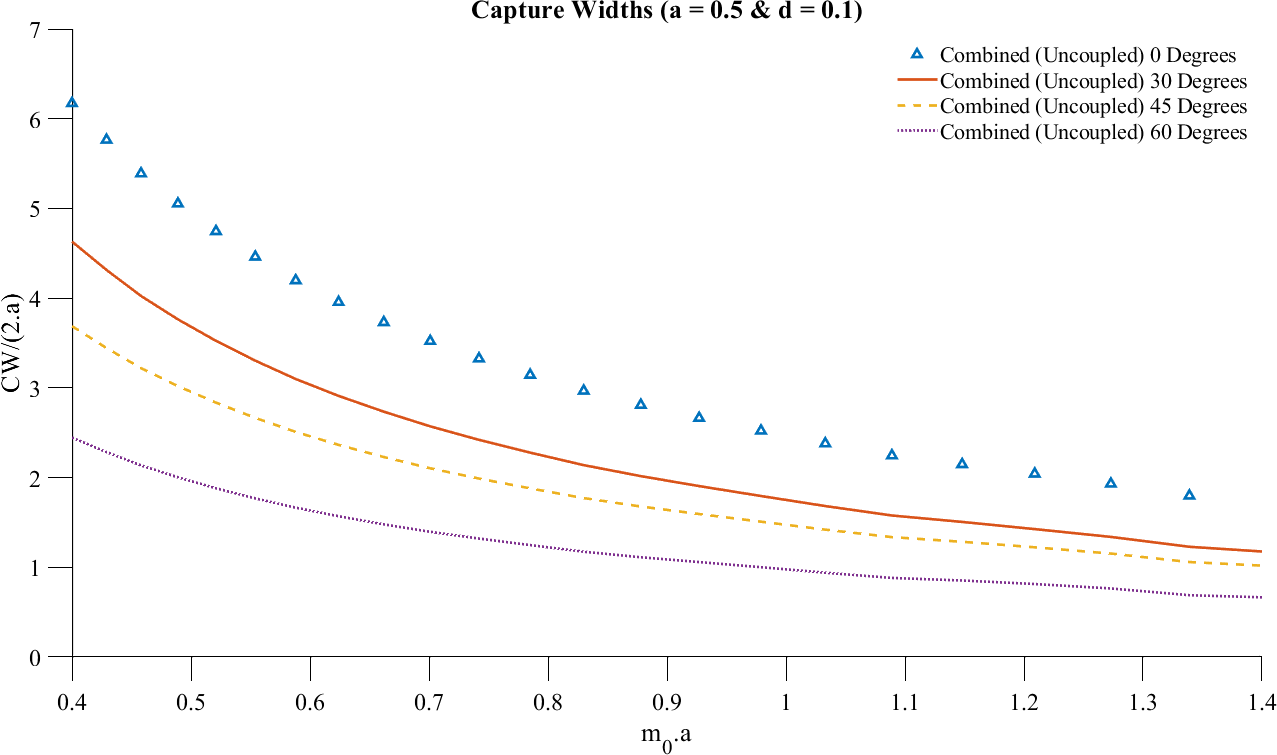 Capture Widths (a = 0.5 & d = 0.1)
Combined (Uncoupled) 0 Degrees
Combined (Uncoupled) 30 Degrees
Combined (Uncoupled) 45 Degrees
Combined (Uncoupled) 60 Degrees
CW/(2.a)
7
6
5
4
3
2
1
0
0.4 0.5 0.6 0.7 0.8 0.9 1 1.1 1.2 1.3 1.4
m0.a